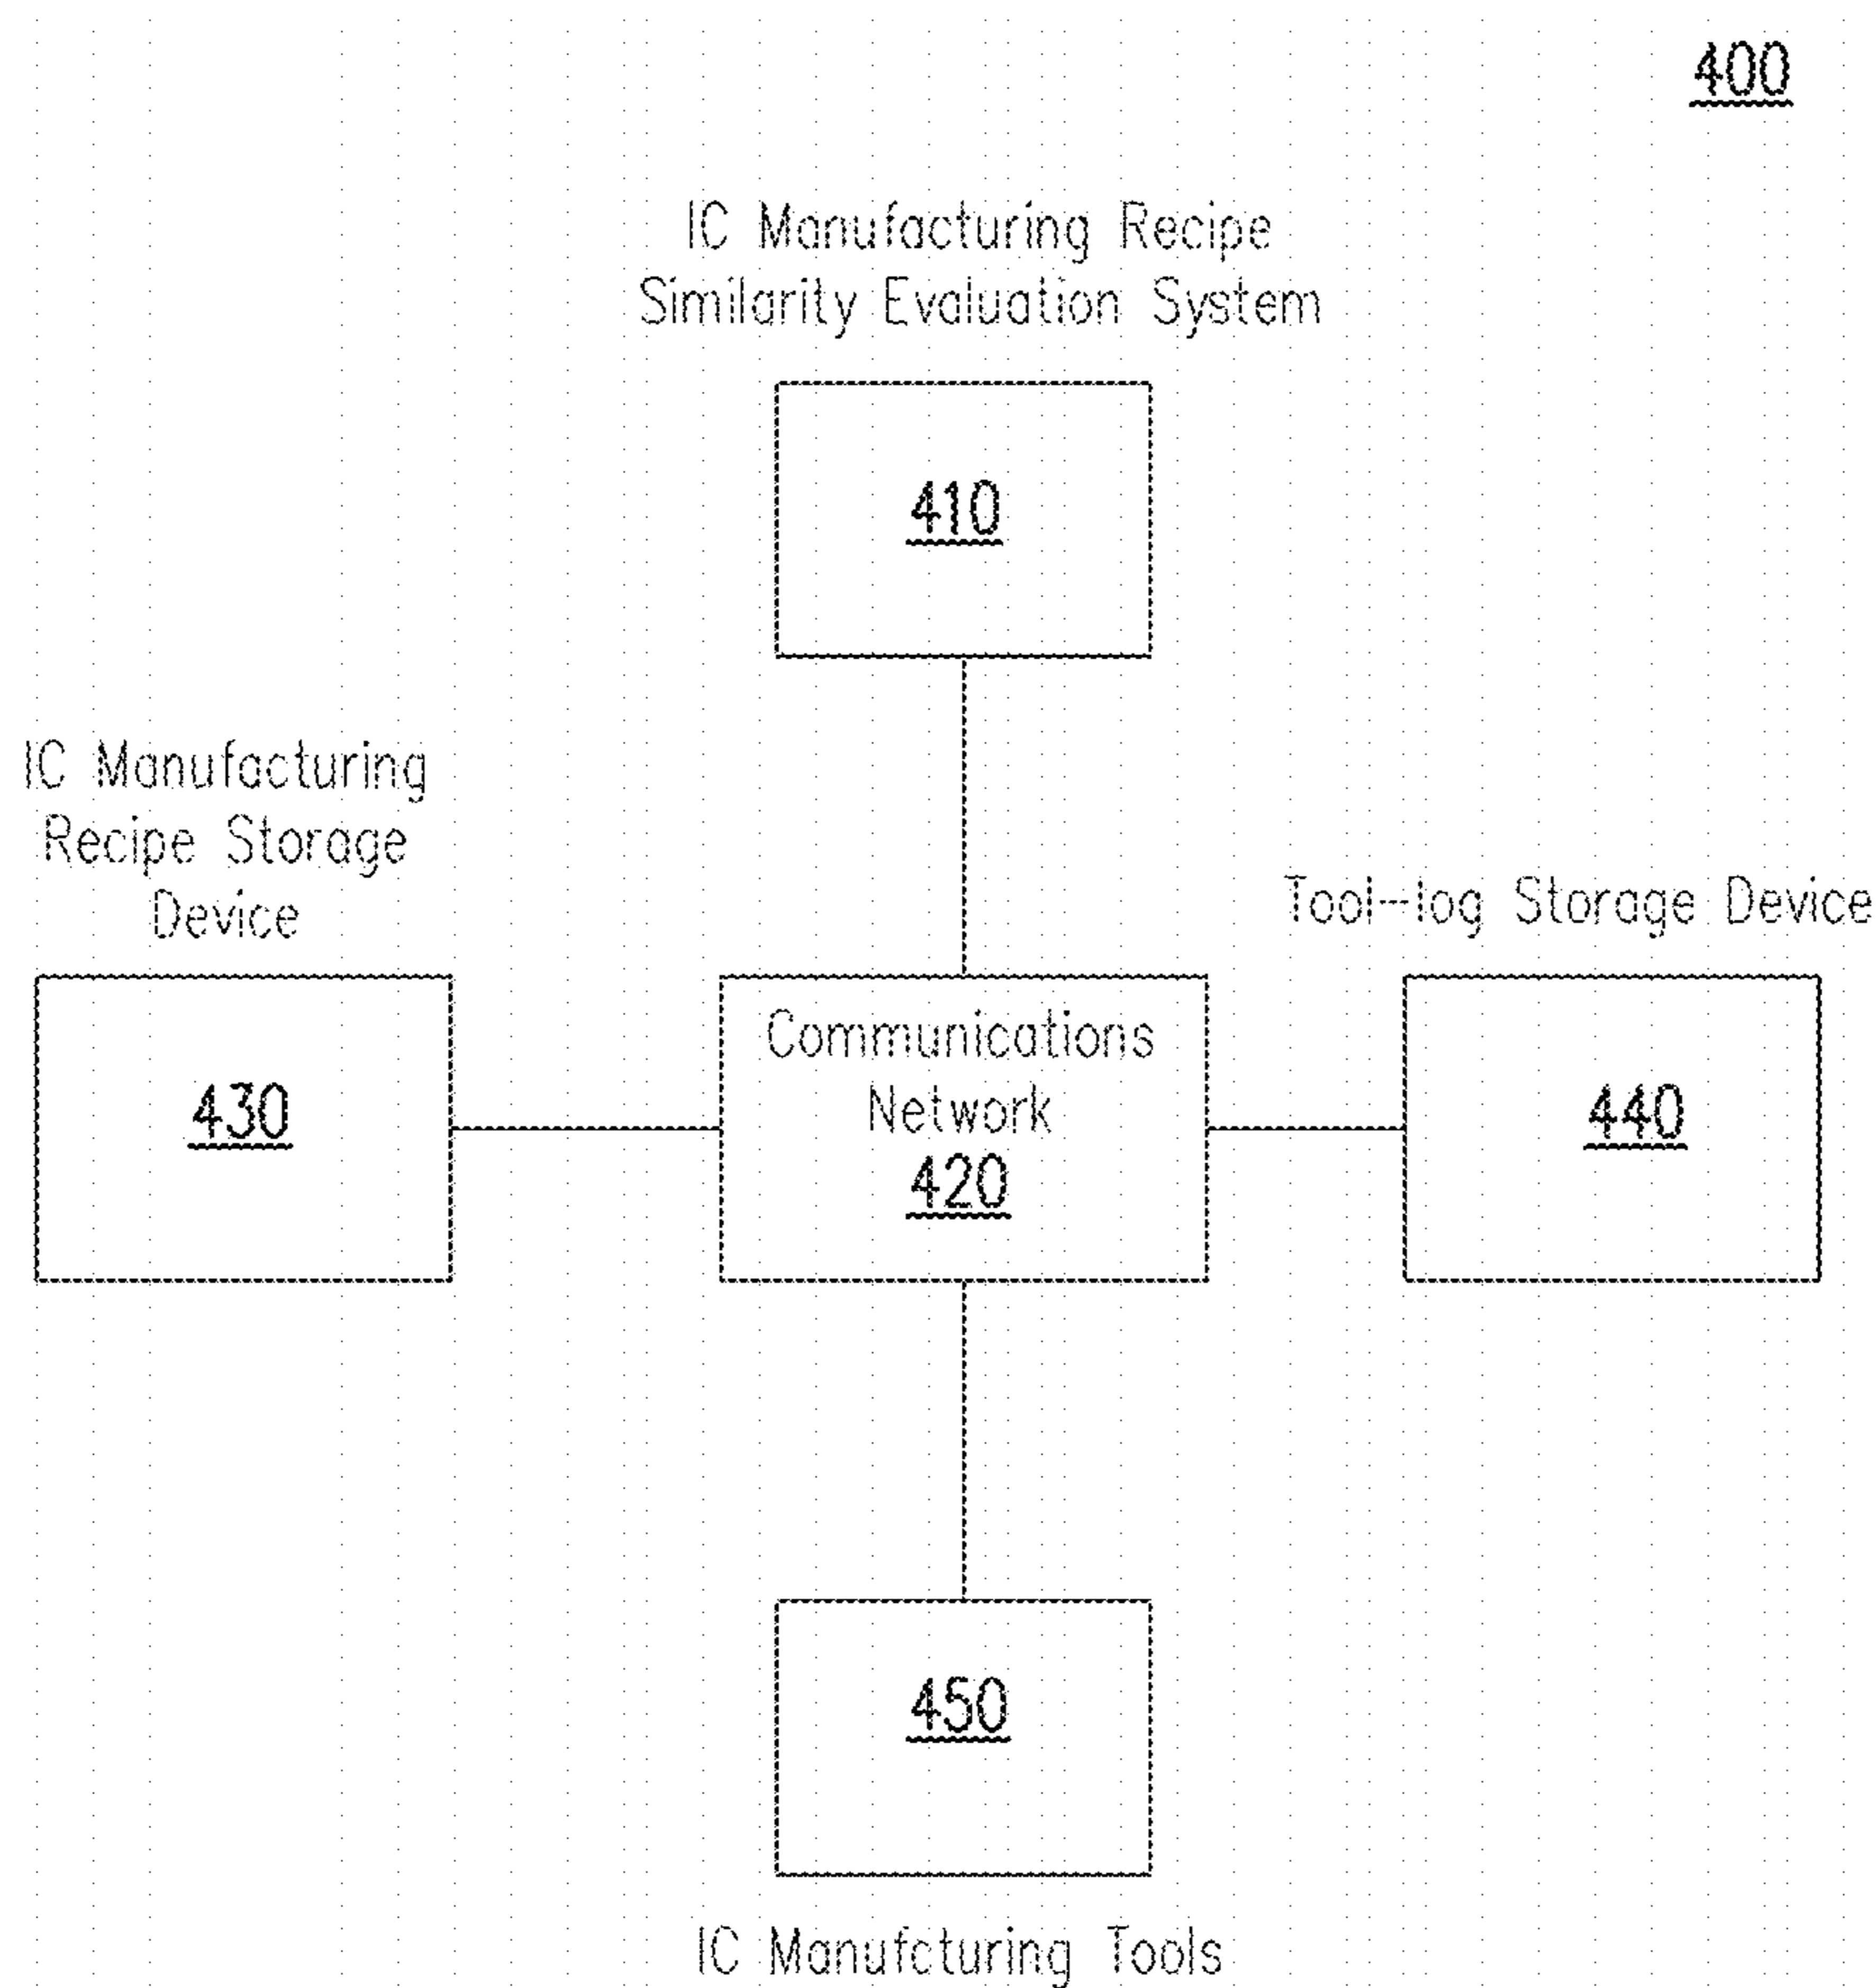 400
IC Manufacturing Recipe
Similarity Evaluation System
410
IC Manufacturing
Recipe Storage
Device
430
Communications
Network
420
Tool-log Storage Device
440
450
IC Manufcturing Tools